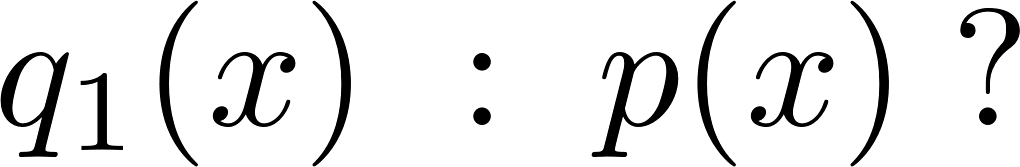 q₁(x) : p(x) ?